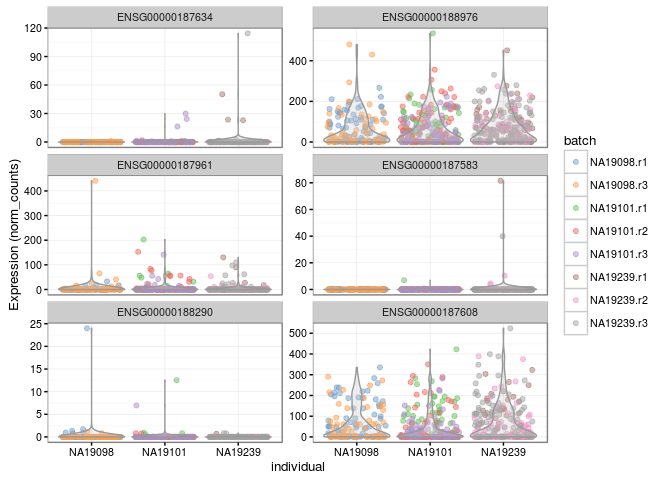 ENSG00000187634
ENSG00000188976
120
90
60
30
0
400
200
0
ENSG00000187961
ENSG00000187583
400
300
200
100
0
80
60
40
20
0
ENSG00000188290
ENSG00000187608
25
20
15
10
5
0
500
400
300
200
100
0
NA19098
NA19101
NA19239
NA19098
NA19101
NA19239
individual
Expression (norm_counts)
batch
NA19098.r1
NA19098.r3
NA19101.r1
NA19101.r2
NA19101.r3
NA19239.r1
NA19239.r2
NA19239.r3